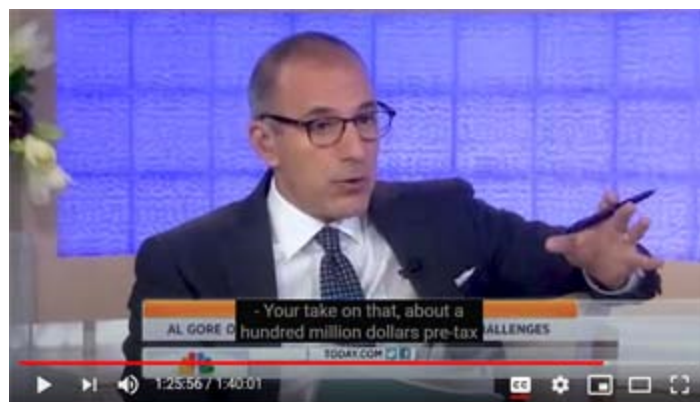 - Your take on that, about a
AL GORE O
hundred million dollars pre-tax
ALLENGES
TODAY.COM
1:25:56 / 1:40:01
CC